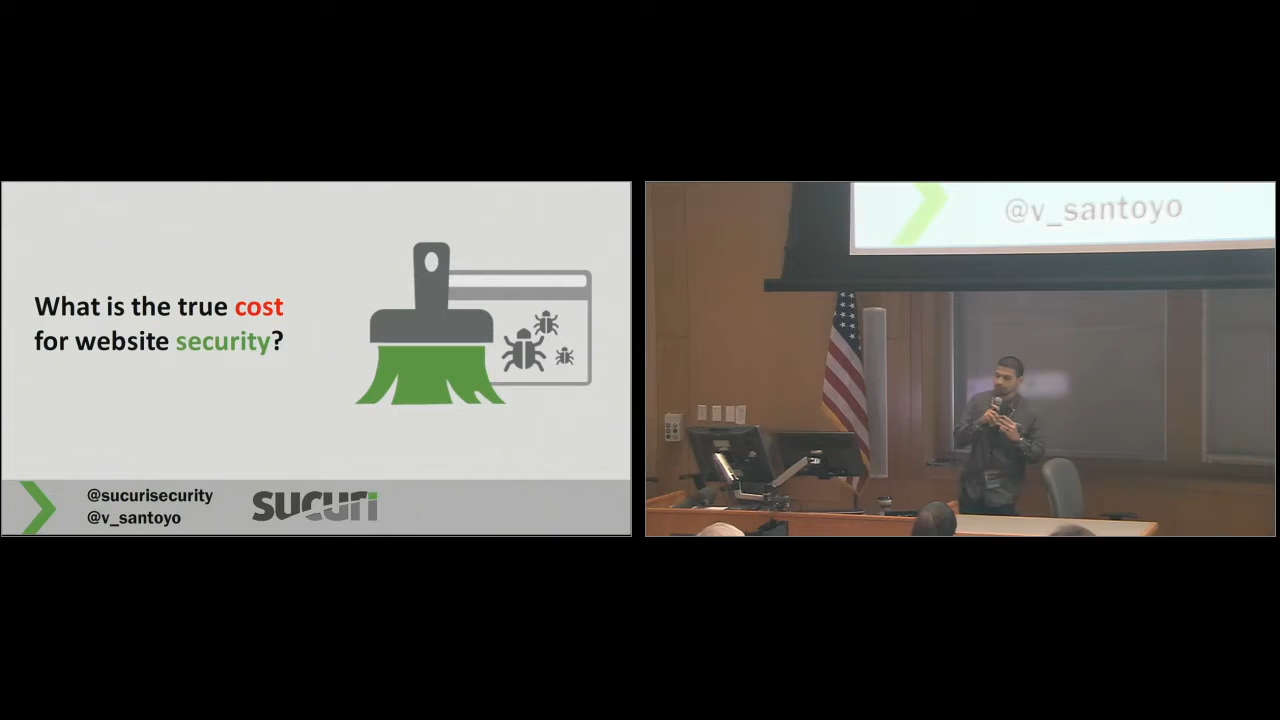 What is the true cost
for website security?
@sucurisecurity
@v_santoyo
sucuri
@v_santoyo